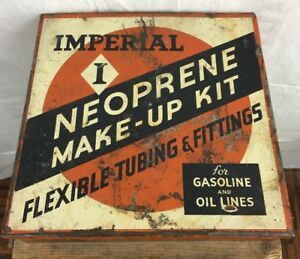 IMPERIAL
I
NEOPRENE
MAKE-UP KIT
FLEXIBLE TUBING & FITTINGS
for
GASOLINE
AND
OIL LINES